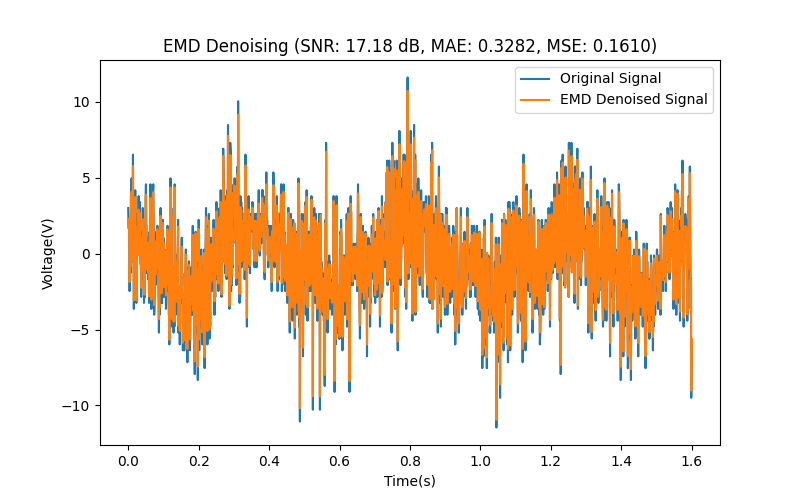 EMD Denoising (SNR: 17.18 dB, MAE: 0.3282, MSE: 0.1610)
Original Signal
EMD Denoised Signal
10
5
0
−5
−10
Voltage(V)
0.0 0.2 0.4 0.6 0.8 1.0 1.2 1.4 1.6
Time(s)